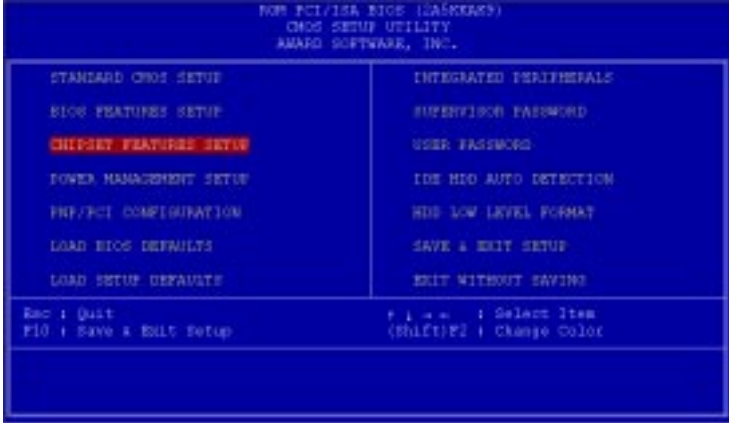 ROM PCI/ISA BIOS (2A5KKAK9)
CMOS SETUP UTILITY
AWARD SOFTWARE, INC.
STANDARD CMOS SETUP
BIOS FEATURES SETUP
CHIPSET FEATURES SETUP
POWER MANAGEMENT SETUP
PNP/PCI CONFIGURATION
LOAD BIOS DEFAULTS
LOAD SETUP DEFAULTS
INTEGRATED PERIPHERALS
SUPERVISOR PASSWORD
USER PASSWORD
IDE HDD AUTO DETECTION
HDD LOW LEVEL FORMAT
SAVE & EXIT SETUP
EXIT WITHOUT SAVING
Esc : Quit
F10 : Save & Exit Setup
↑ ↓ → ← : Select Item
(Shift)F2 : Change Color